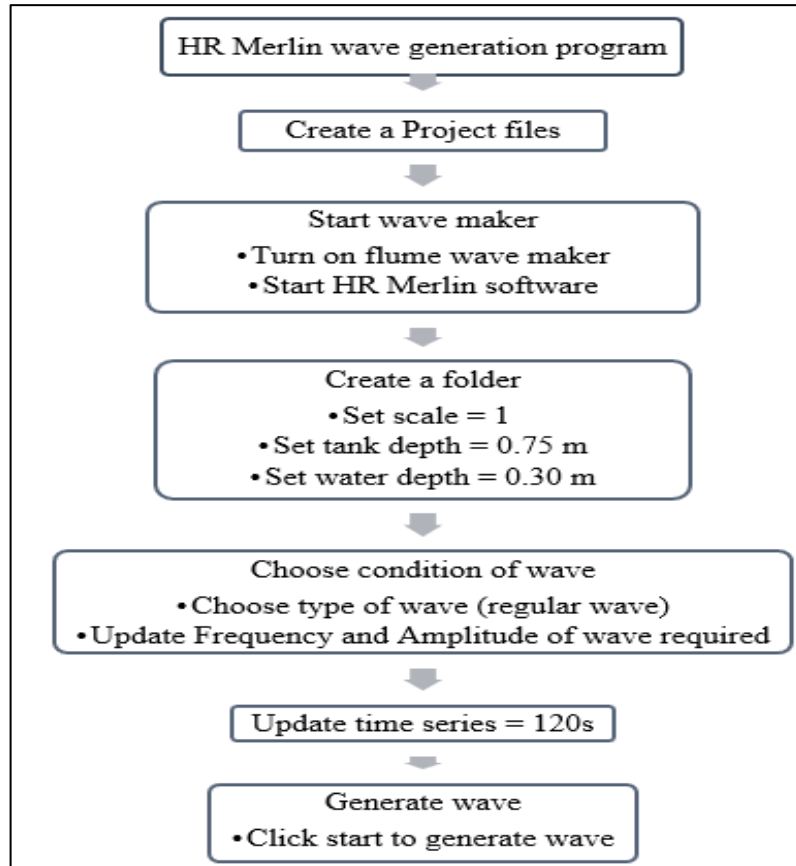 HR Merlin wave generation program
Create a Project files
Start wave maker
•Turn on flume wave maker
•Start HR Merlin software
Create a folder
•Set scale = 1
•Set tank depth = 0.75 m
•Set water depth = 0.30 m
Choose condition of wave
•Choose type of wave (regular wave)
•Update Frequency and Amplitude of wave required
Update time series = 120s
Generate wave
•Click start to generate wave